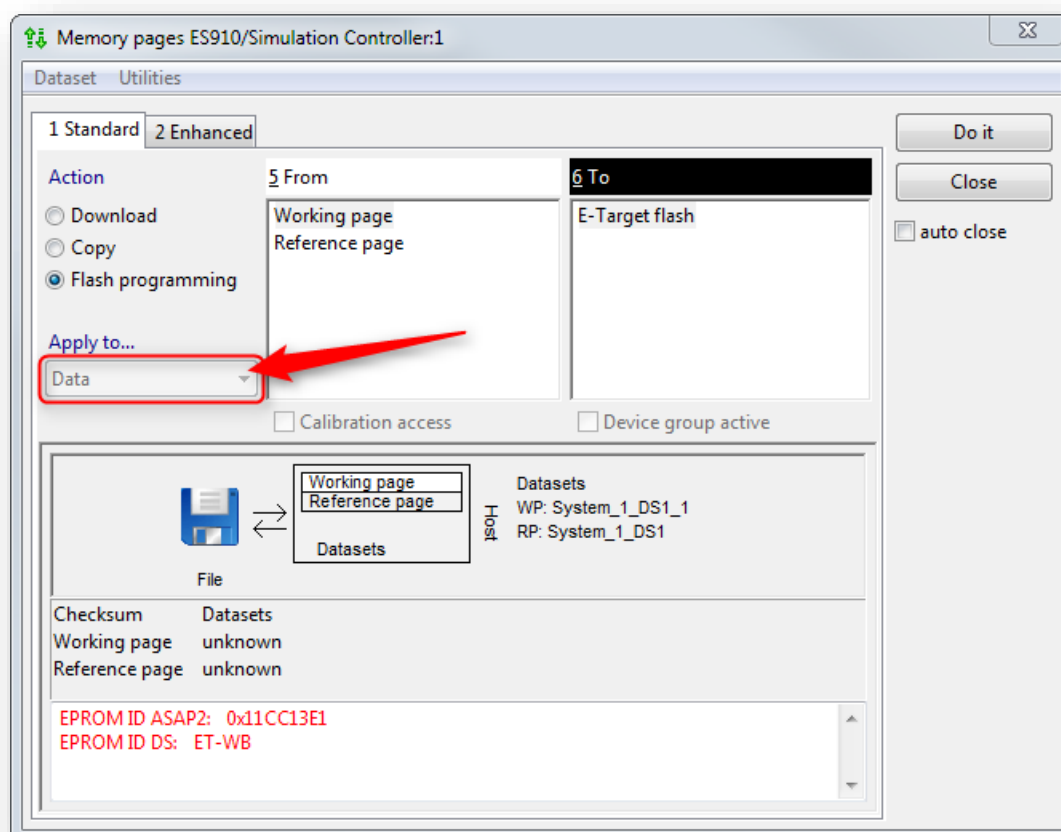 Memory pages ES910/Simulation Controller:1
Dataset Utilities
1 Standard 2 Enhanced
Do it
Close
auto close
Action
Download
Copy
Flash programming
Apply to...
Data
5 From
Working page
Reference page
Calibration access
6 To
E-Target flash
Device group active
File
Working page
Reference page
Datasets
Host
Datasets
WP: System_1_DS1_1
RP: System_1_DS1
Checksum Datasets
Working page unknown
Reference page unknown
EPROM ID ASAP2: 0x11CC13E1
EPROM ID DS: ET-WB